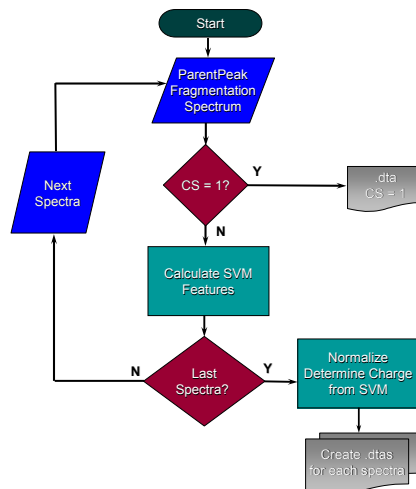 Start
ParentPeak
Fragmentation
Spectrum
CS = 1?
Y
.dta
CS = 1
N
Next
Spectra
Calculate SVM
Features
Last
Spectra?
N
Y
Normalize
Determine Charge
from SVM
Create .dtas
for each spectra